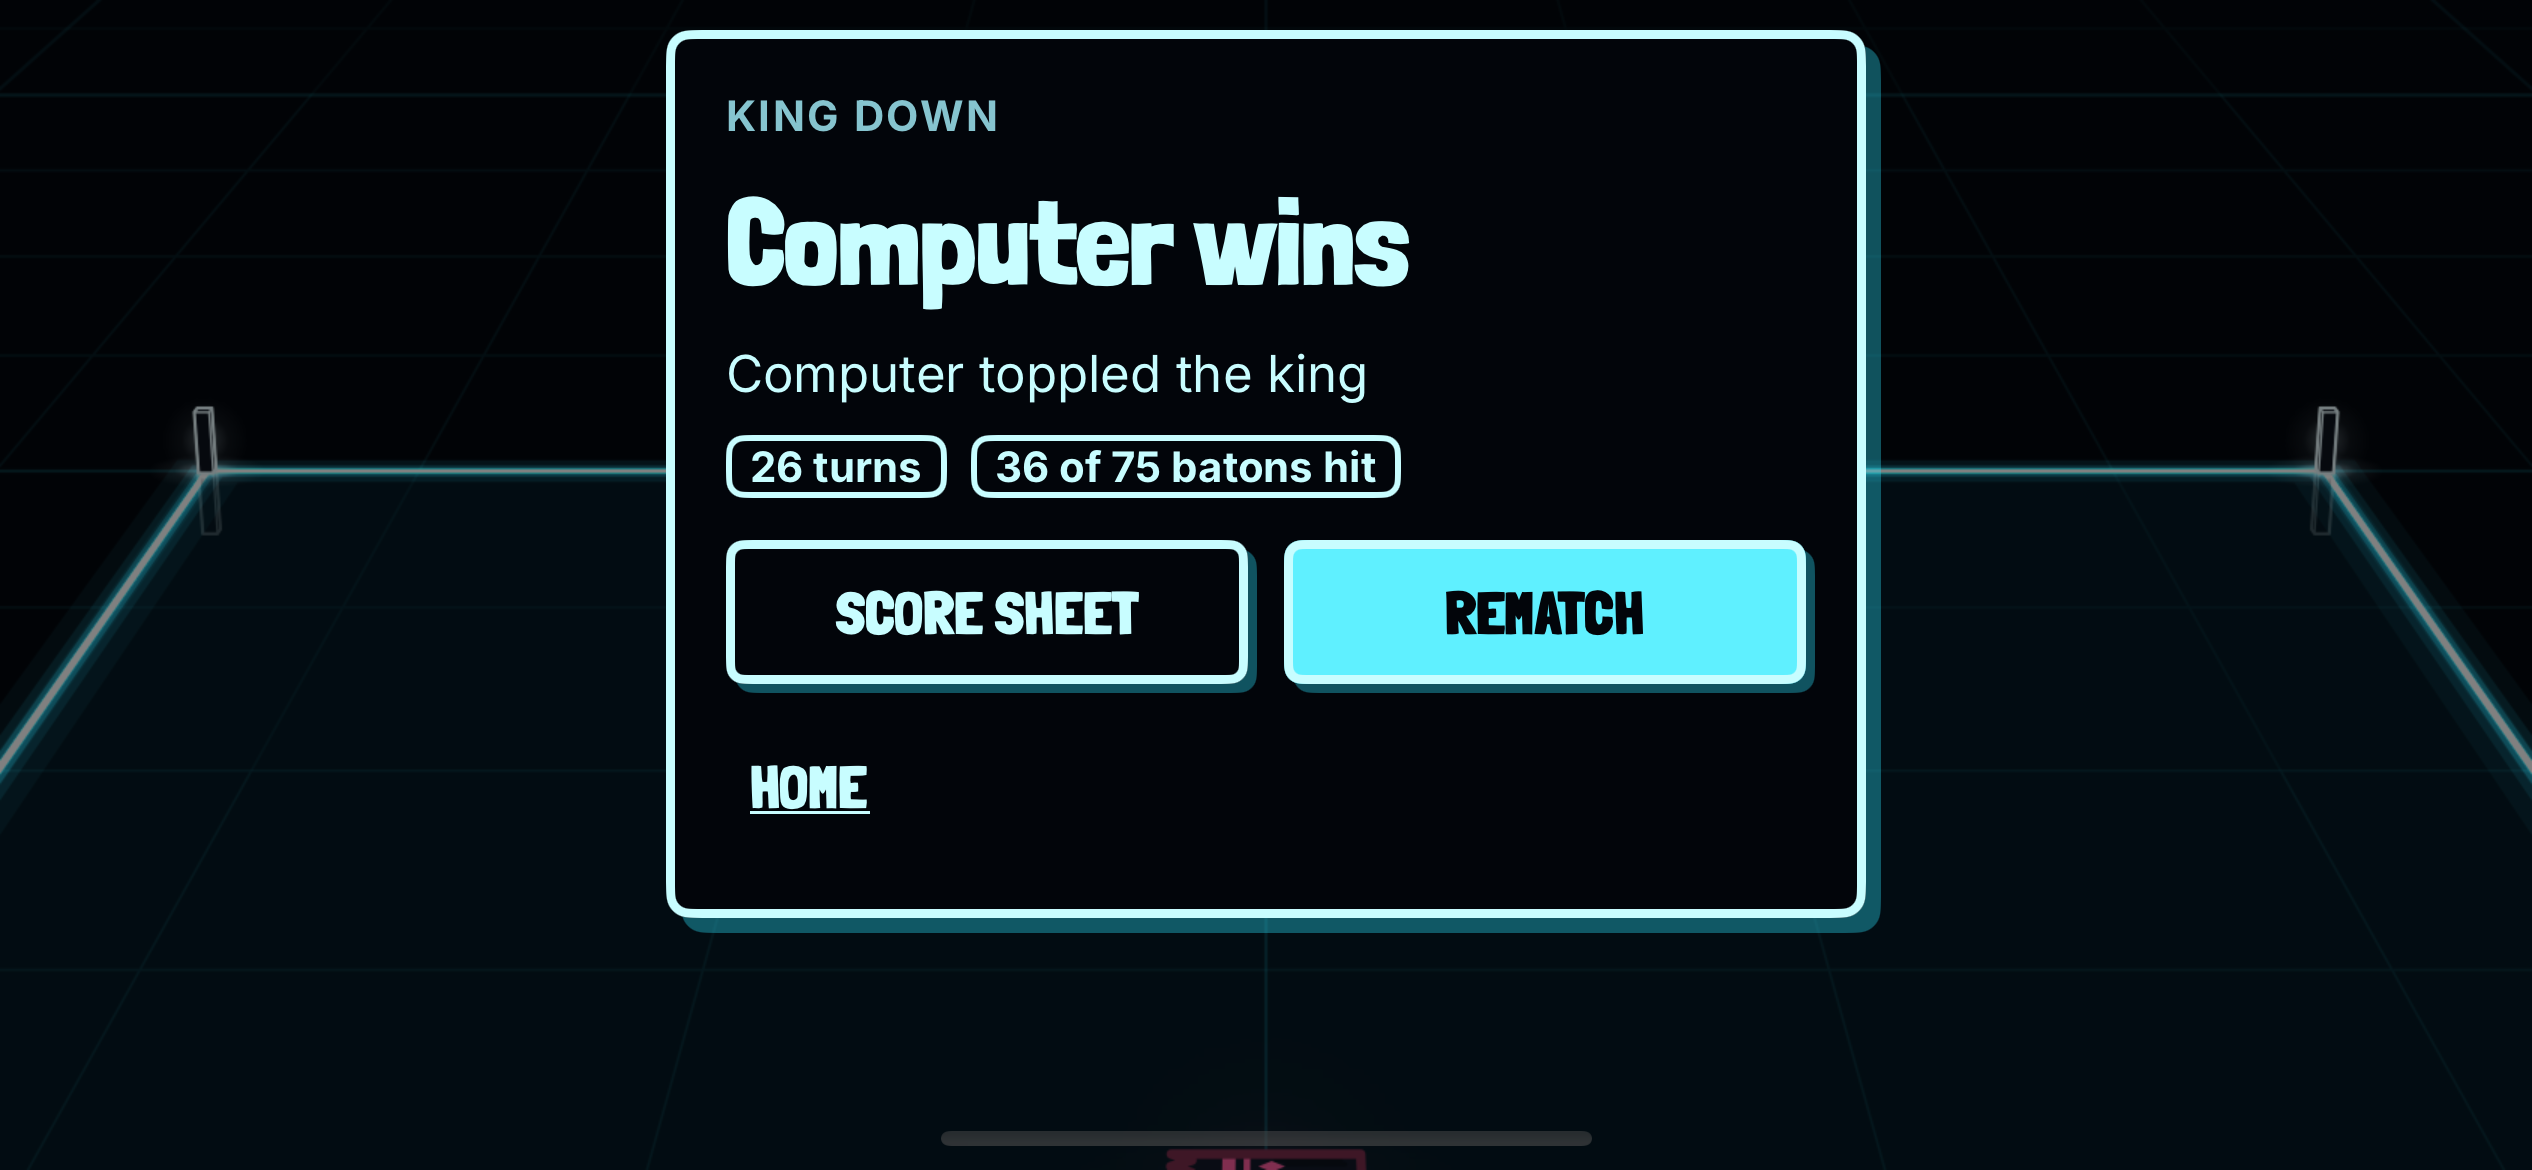 KING DOWN
Computer wins
Computer toppled the king
26 turns 36 of 75 batons hit
SCORE SHEET REMATCH
HOME